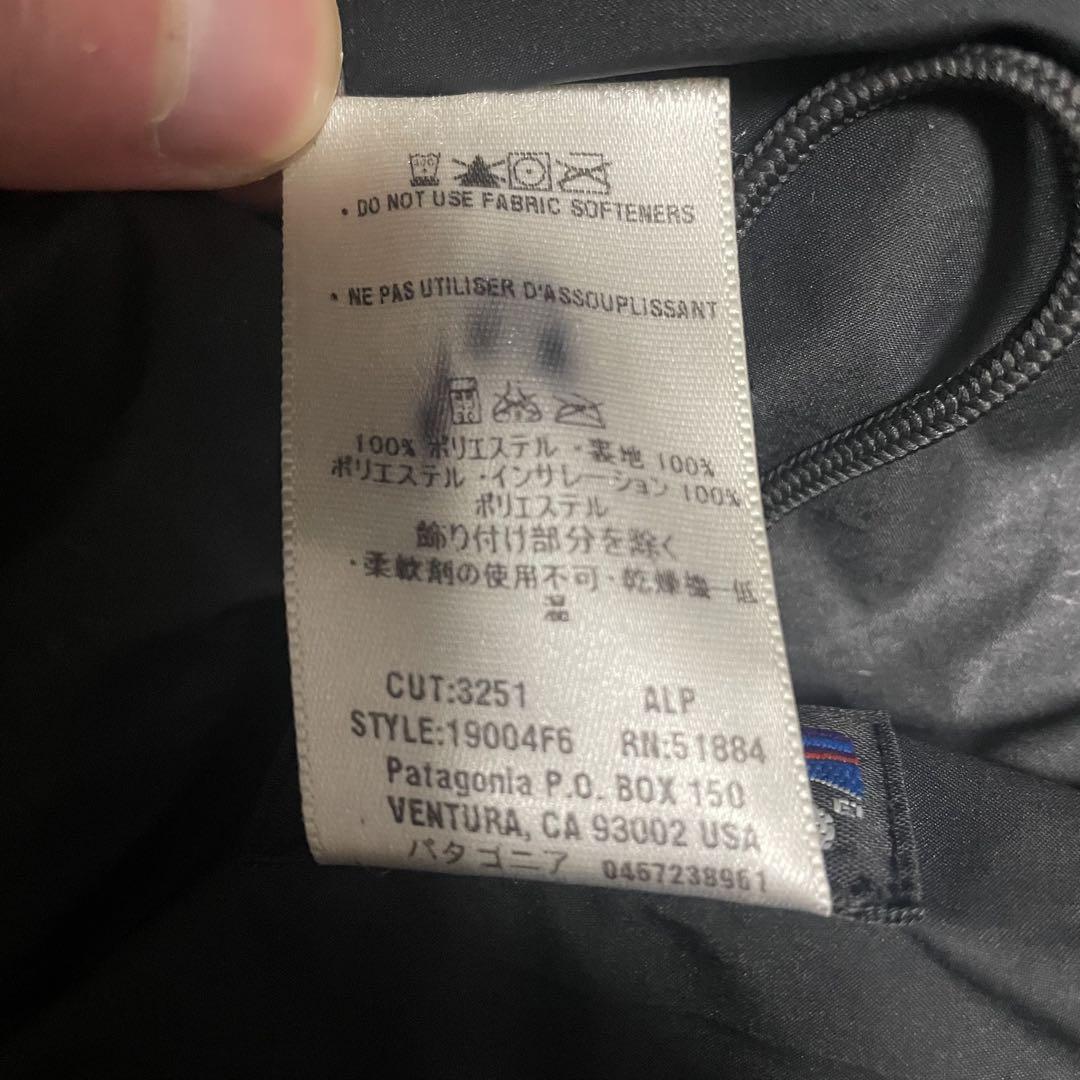 • DO NOT USE FABRIC SOFTENERS
• NE PAS UTILISER D'ASSOUPLISSANT
100% ポリエステル ・裏地 100%
ポリエステル ・インサレーション 100%
ポリエステル
飾り付け部分を除く
・柔軟剤の使用不可・乾燥機―低
温
CUT:3251 ALP
STYLE:19004F6 RN:51884
Patagonia P.O. BOX 150
VENTURA, CA 93002 USA
パタゴニア 0467238961